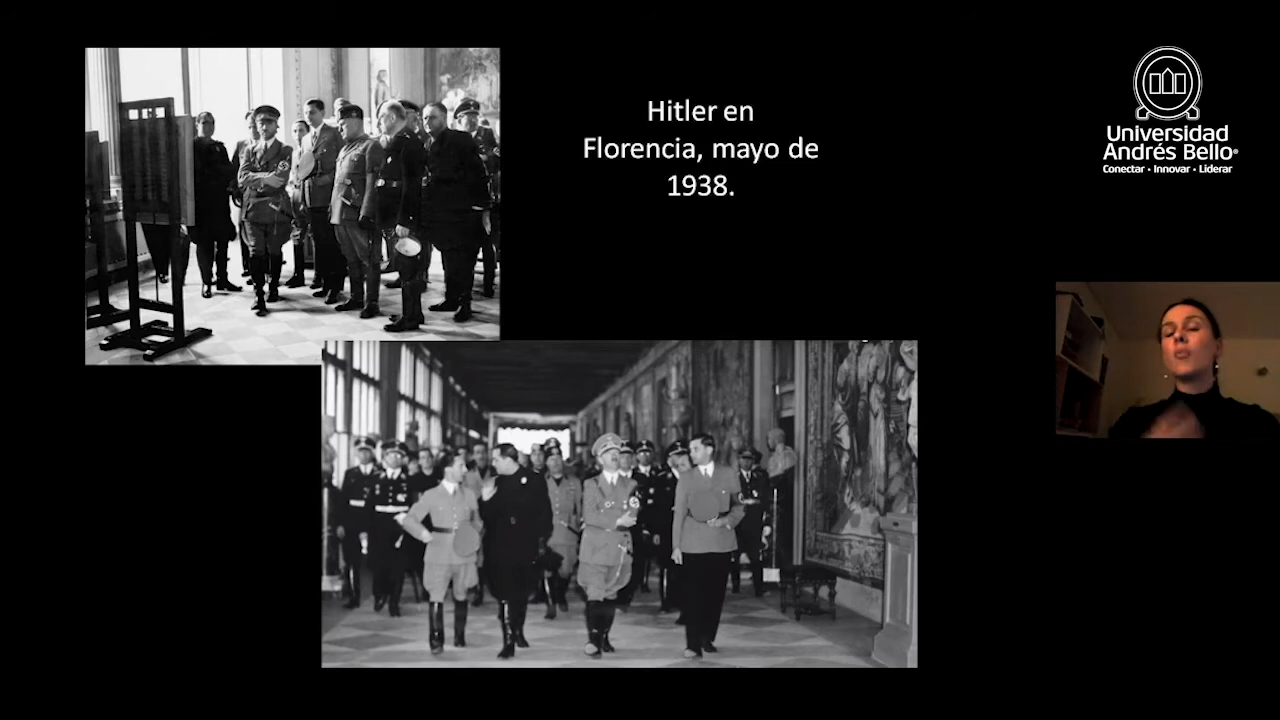 Hitler en
Florencia, mayo de
1938.
Universidad
Andrés Bello®
Conectar • Innovar • Liderar